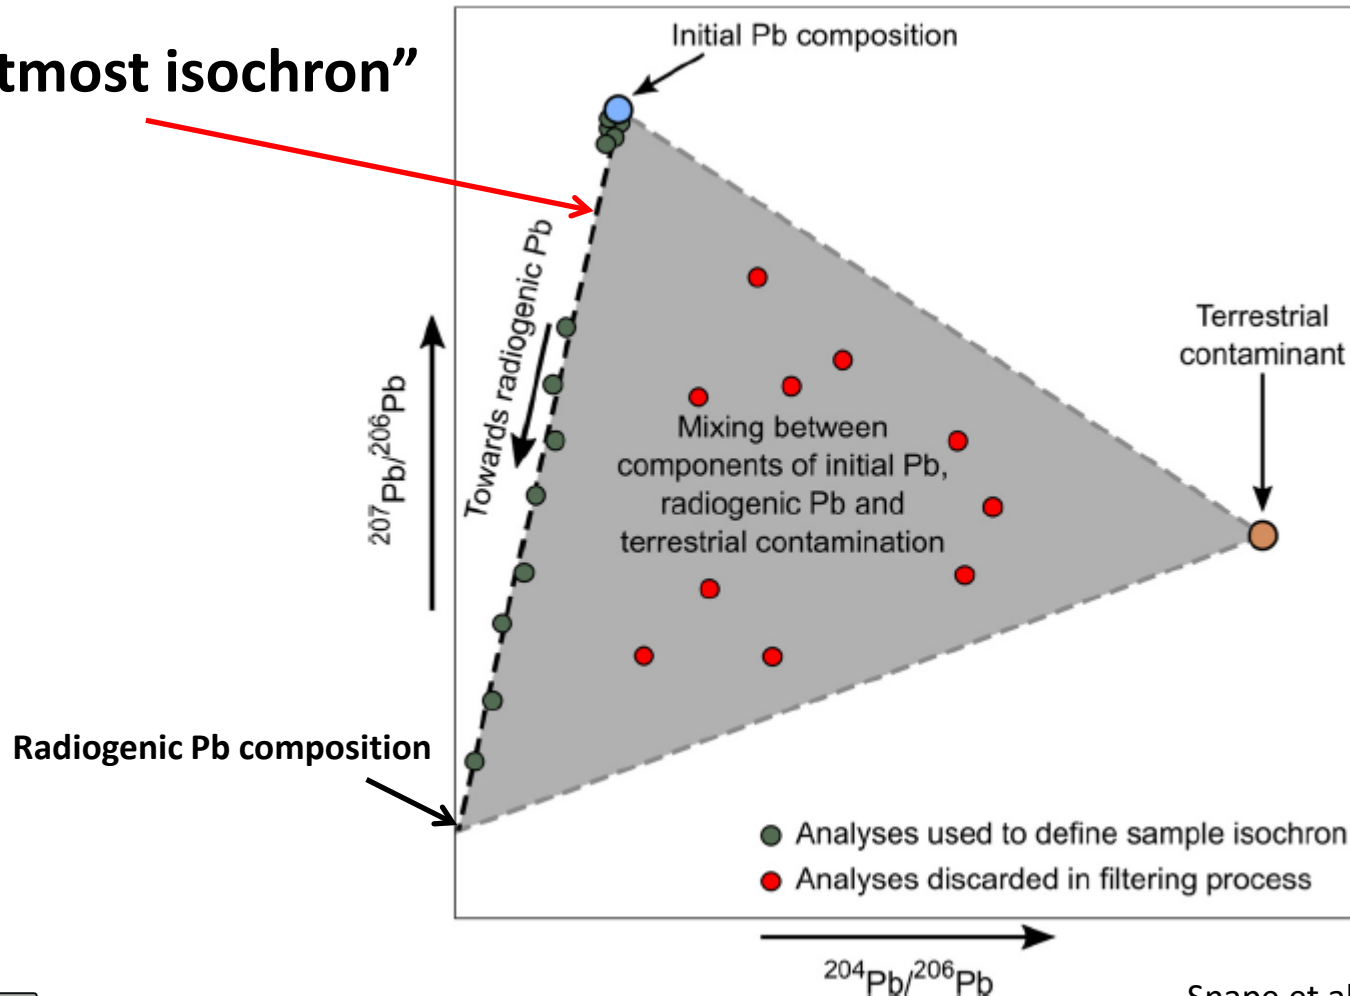 Initial Pb composition
tmost isochron”
Towards radiogenic Pb
Terrestrial
contaminant
²⁰⁷Pb/²⁰⁶Pb
Mixing between
components of initial Pb,
radiogenic Pb and
terrestrial contamination
Radiogenic Pb composition
Analyses used to define sample isochron
Analyses discarded in filtering process
²⁰⁴Pb/²⁰⁶Pb
et al